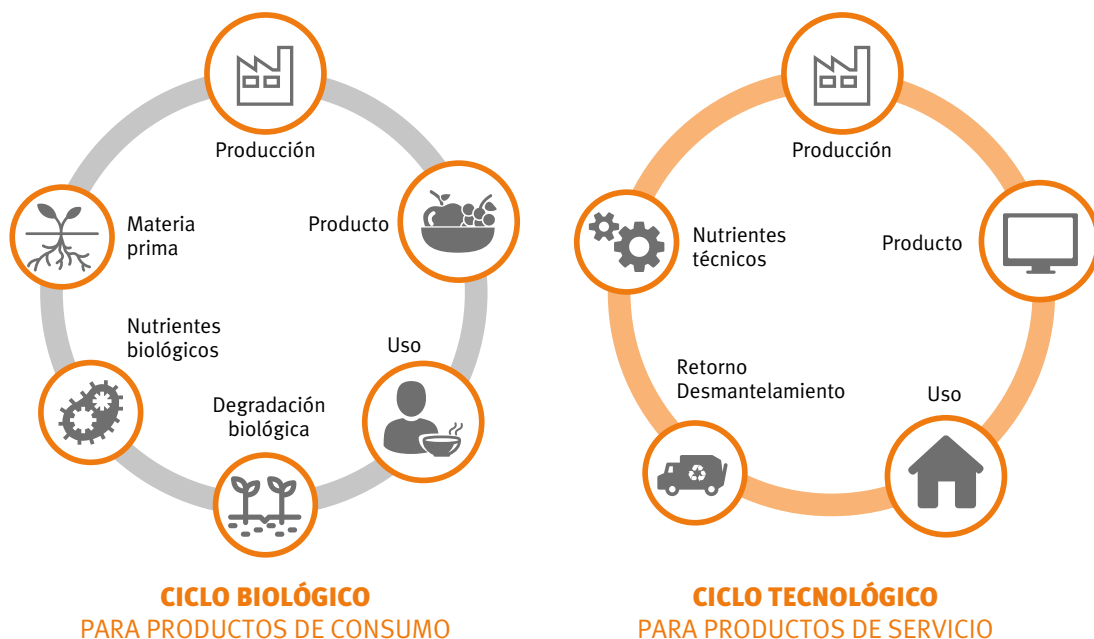 Producción
Producto
Uso
Degradación
biológica
Nutrientes
biológicos
Materia
prima
CICLO BIOLÓGICO
PARA PRODUCTOS DE CONSUMO
Producción
Producto
Uso
Retorno
Desmantelamiento
Nutrientes
técnicos
CICLO TECNOLÓGICO
PARA PRODUCTOS DE SERVICIO